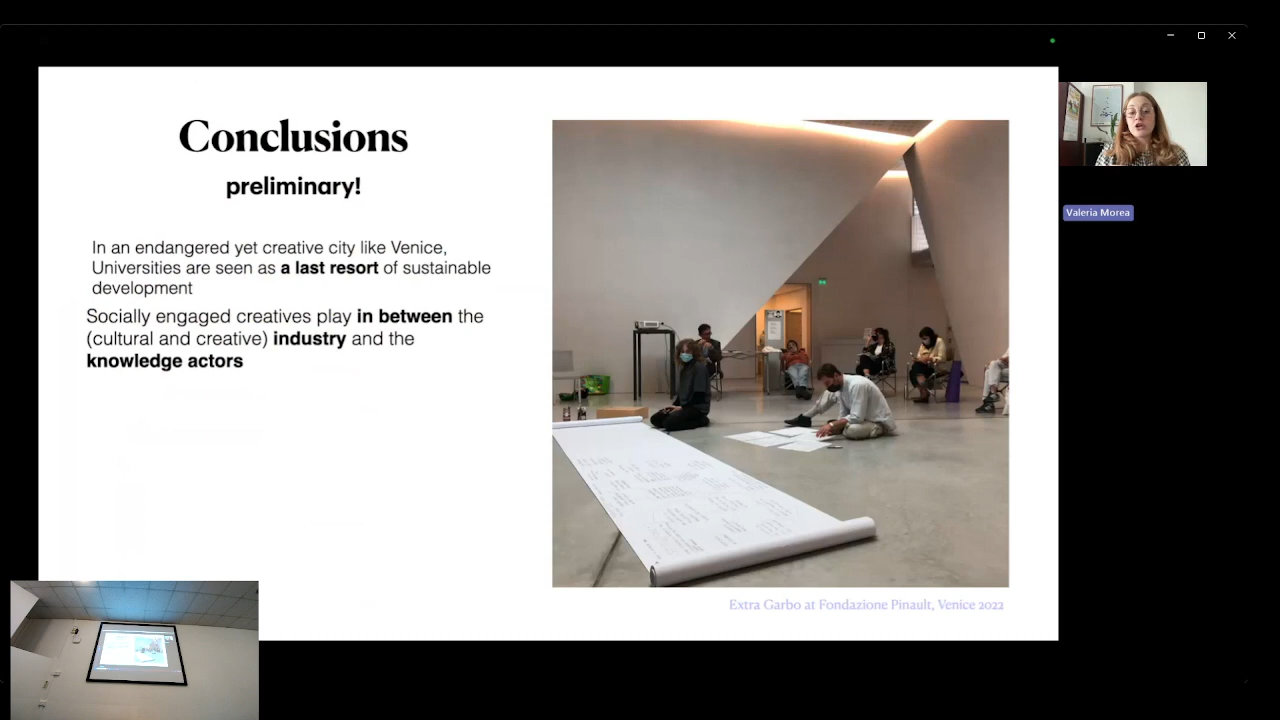 Conclusions
preliminary!
In an endangered yet creative city like Venice,
Universities are seen as a last resort of sustainable
development
Socially engaged creatives play in between the
(cultural and creative) industry and the
knowledge actors
Extra Garbo at Fondazione Pinault, Venice 2022
Valeria Morea